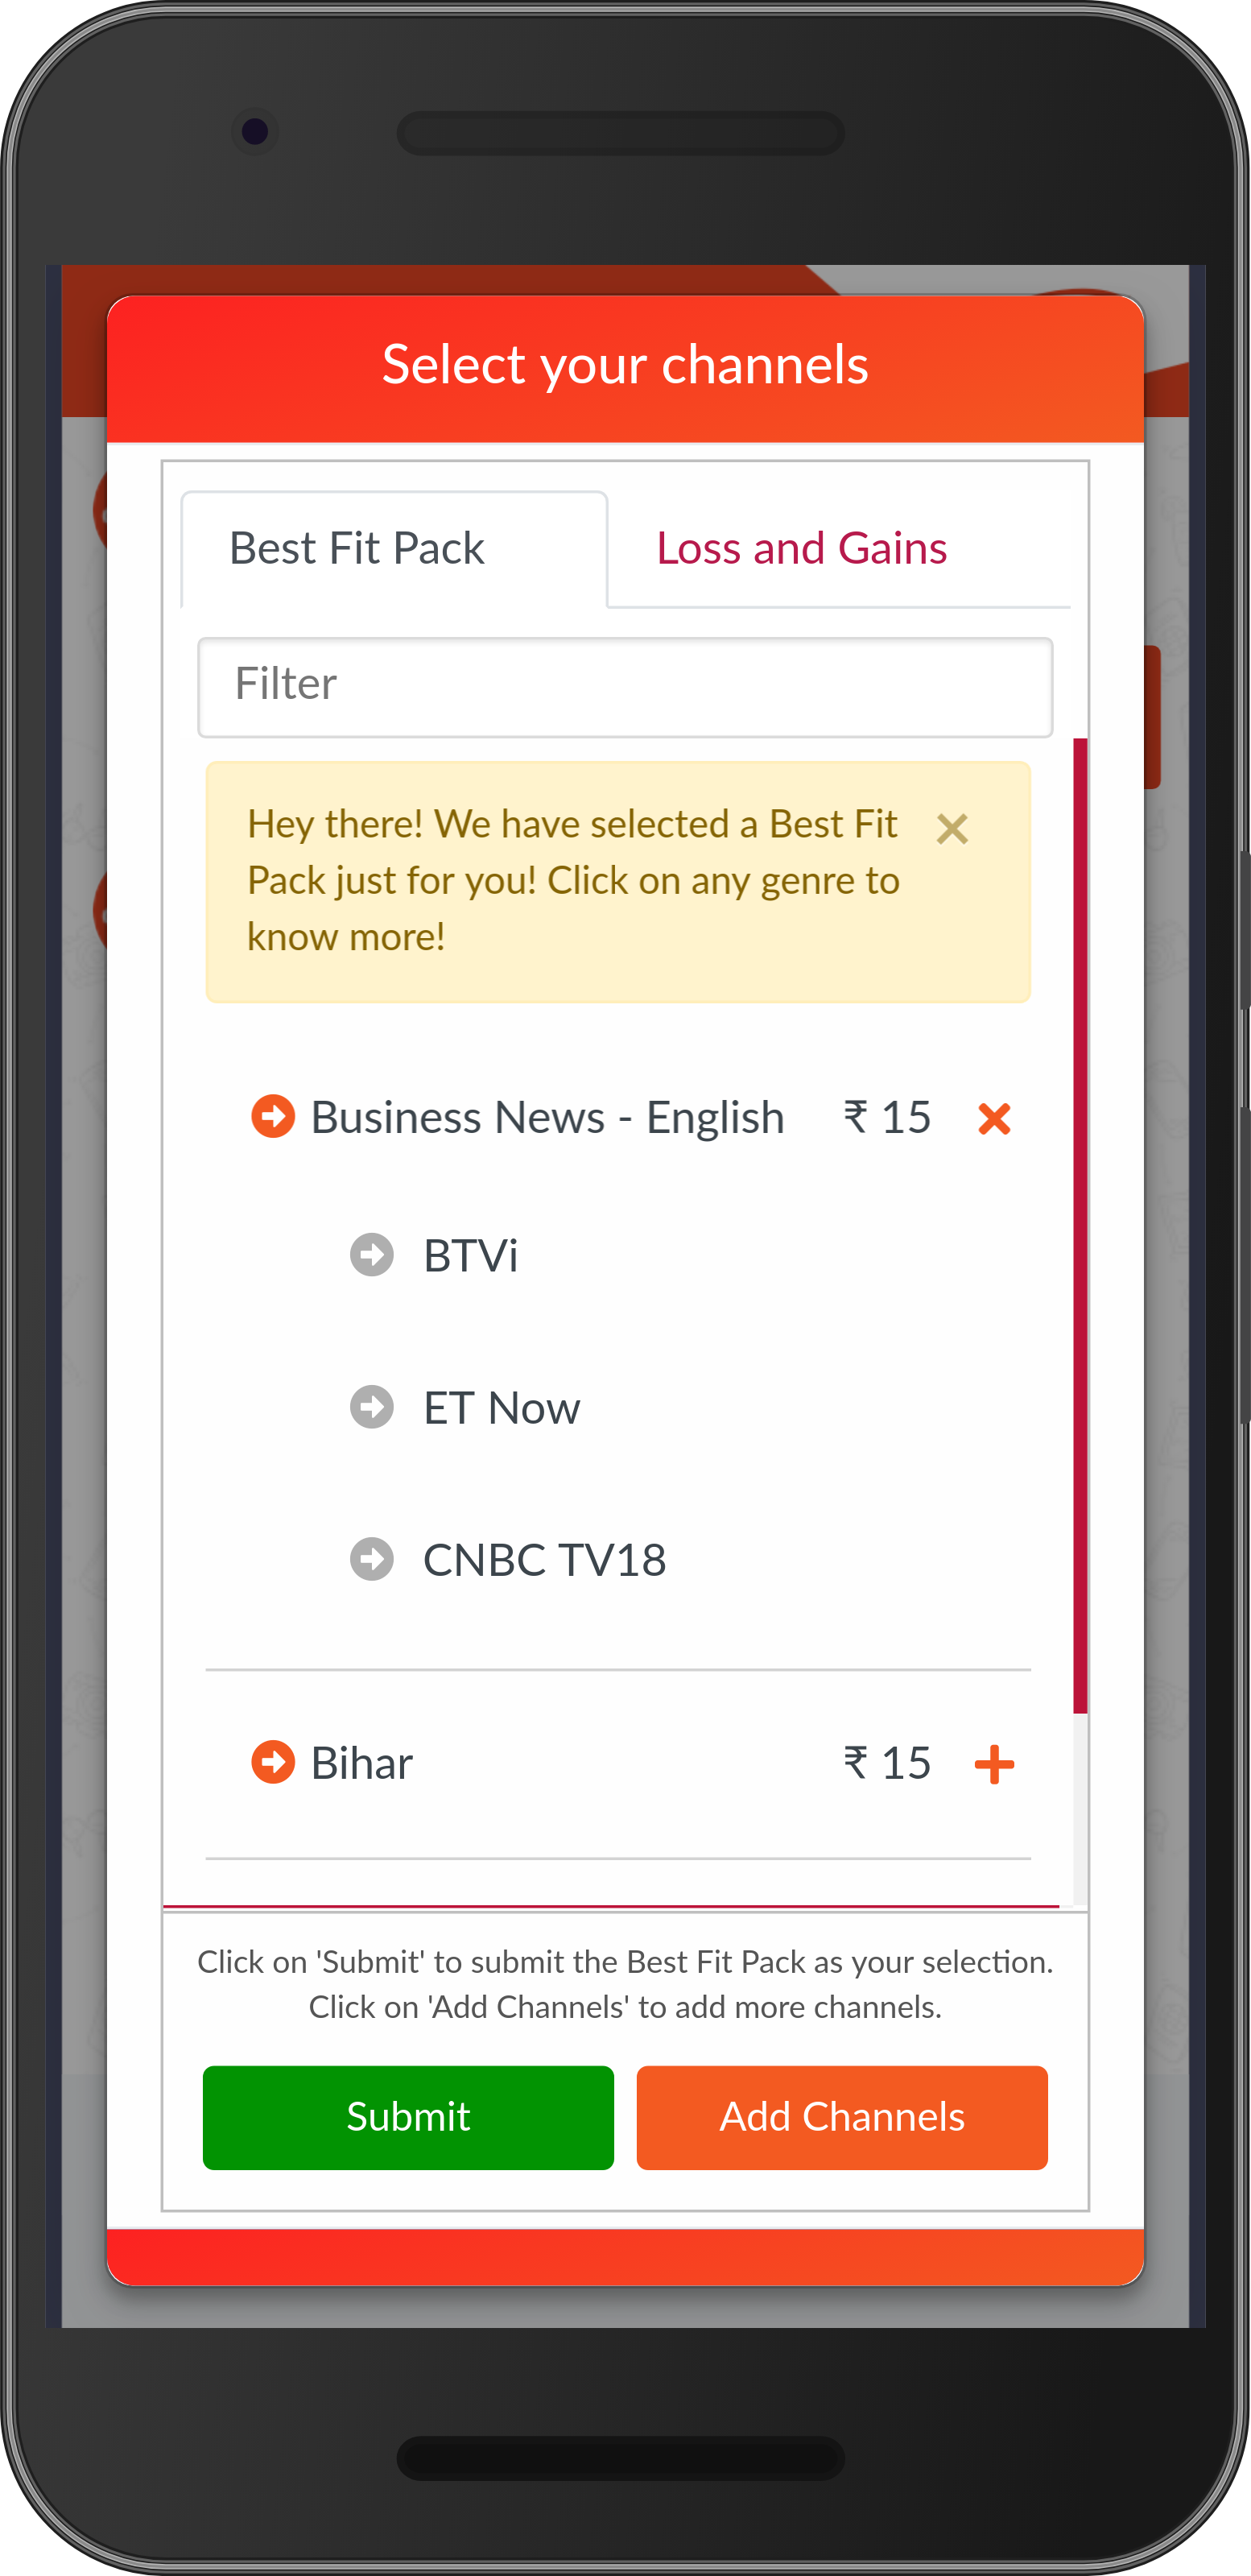 Select your channels
Best Fit Pack
Loss and Gains
Filter
Hey there! We have selected a Best Fit
Pack just for you! Click on any genre to
know more!
Business News - English ₹ 15
BTVi
ET Now
CNBC TV18
Bihar ₹ 15
Click on 'Submit' to submit the Best Fit Pack as your selection.
Click on 'Add Channels' to add more channels.
Submit
Add Channels